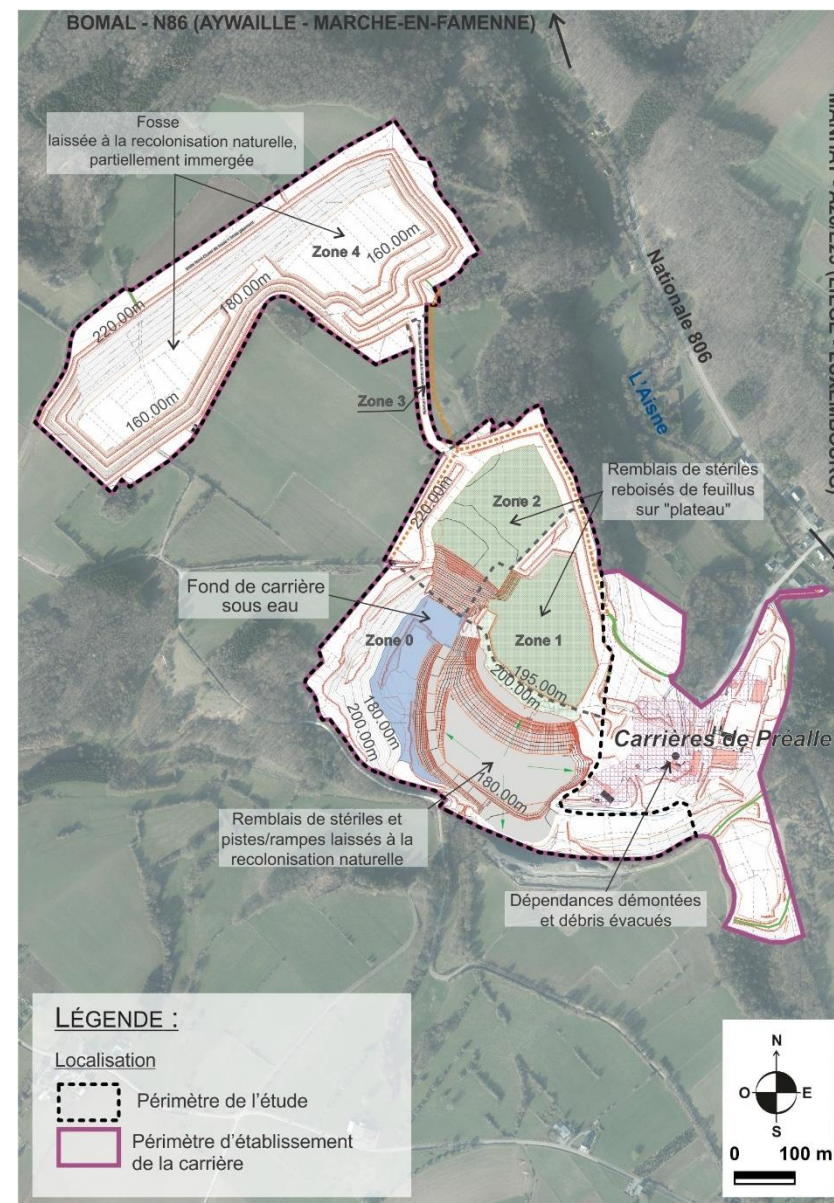 BOMAL - N86 (AYWAILLE - MARCHE-EN-FAMENNE)
Fosse
laissée à la recolonisation naturelle,
partiellement immergée
Zone 4
160.00m
180.00m
220.00m
160.00m
Nationale 806
Zone 3
L'Aisne
Zone 2
Remblais de stériles
reboisés de feuillus
sur "plateau"
220.00m
Fond de carrière
sous eau
Zone 0
Zone 1
195.00m
200.00m
180.00m
200.00m
Carrières de Préalle
180.00m
Remblais de stériles et
pistes/rampes laissés à la
recolonisation naturelle
Dépendances démontées
et débris évacués
LÉGENDE :
Localisation
Périmètre de l'étude
Périmètre d'établissement
de la carrière
N
O
E
S
0 100 m